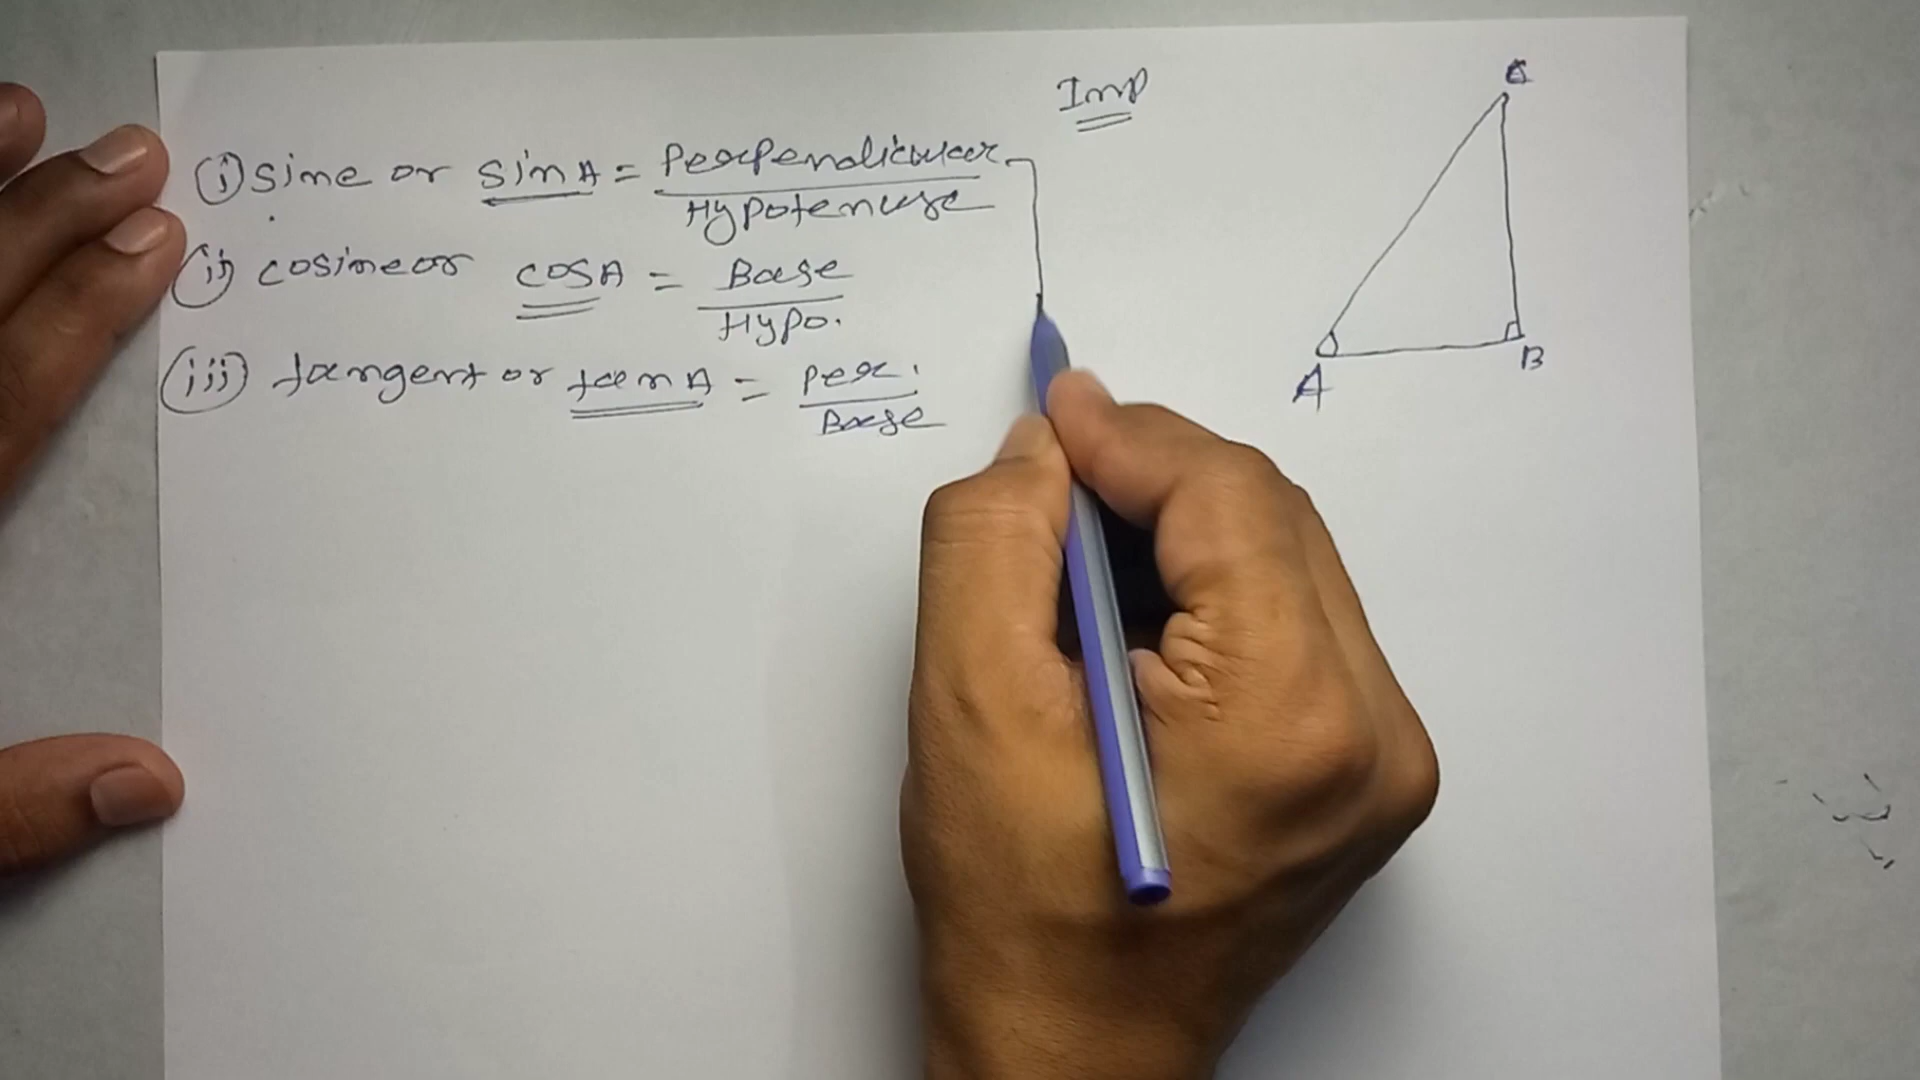 Imp
(i) sine or sin A = Perpendicular / Hypotenuse
(ii) cosine or cos A = Base / Hypo.
(iii) tangent or tan A = Per. / Base
A
B